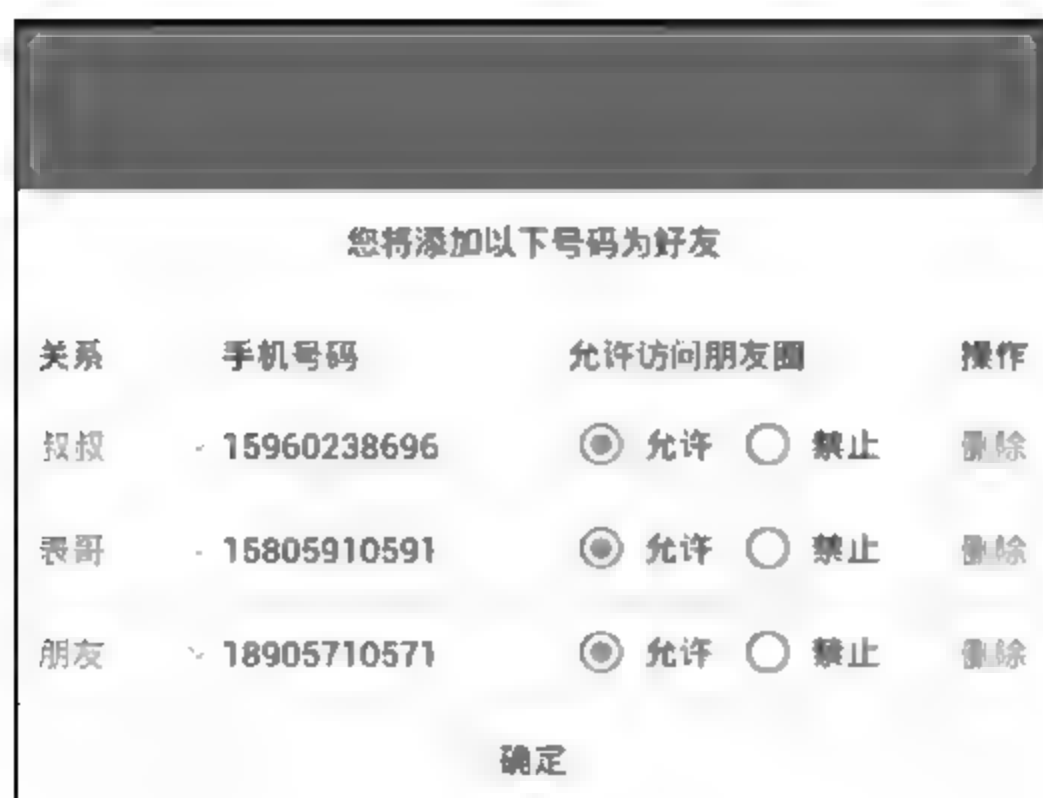 您将添加以下号码为好友
关系 手机号码 允许访问朋友圈 操作
叔叔 15960238696 允许 禁止 删除
表哥 15805910591 允许 禁止 删除
朋友 18905710571 允许 禁止 删除
确定